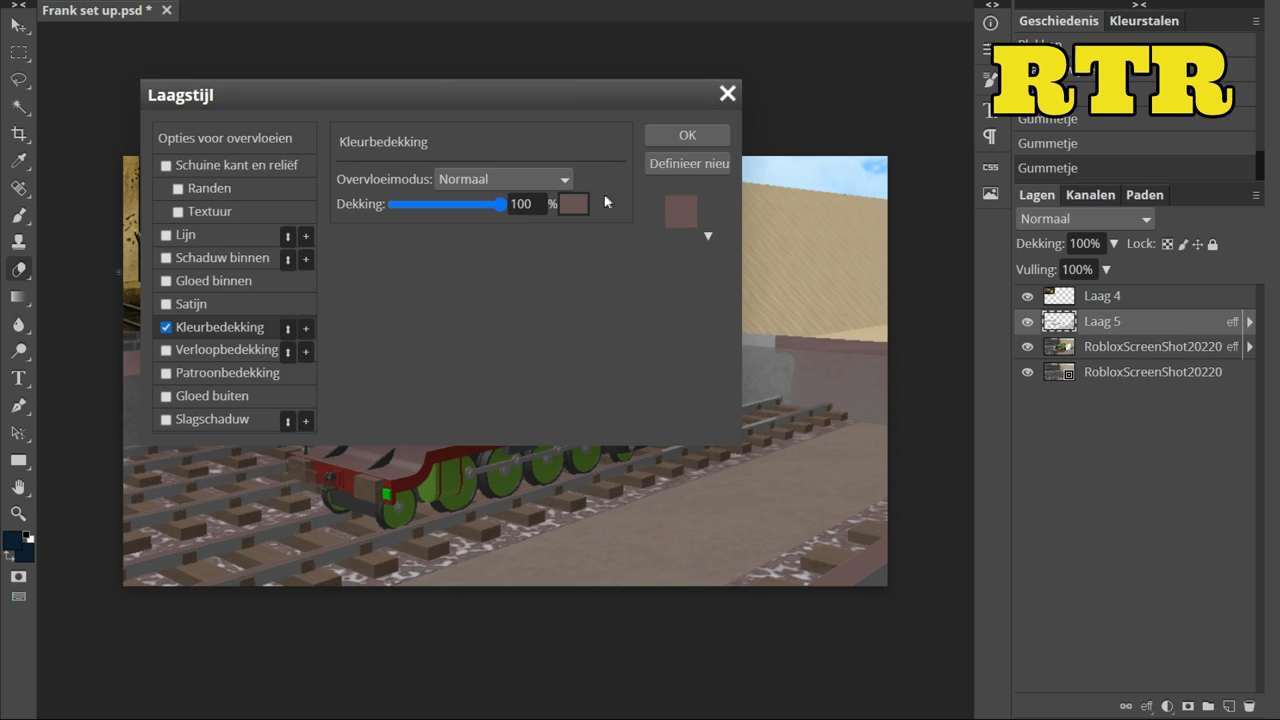 Frank set up.psd *
Laagstijl
Opties voor overvloeien
Schuine kant en reliëf
Randen
Textuur
Lijn
Schaduw binnen
Gloed binnen
Satijn
Kleurbedekking
Verloopbedekking
Patroonbedekking
Gloed buiten
Slagschaduw
Kleurbedekking
Overvloeimodus: Normaal
Dekking: 100 %
OK
Definieer nieu
Geschiedenis Kleurstalen
RTR
Gummetje
Gummetje
Gummetje
CSS
Lagen Kanalen Paden
Normaal
Dekking: 100% Lock:
Vulling: 100%
Laag 4
Laag 5 eff
RobloxScreenShot20220 eff
RobloxScreenShot20220
eff